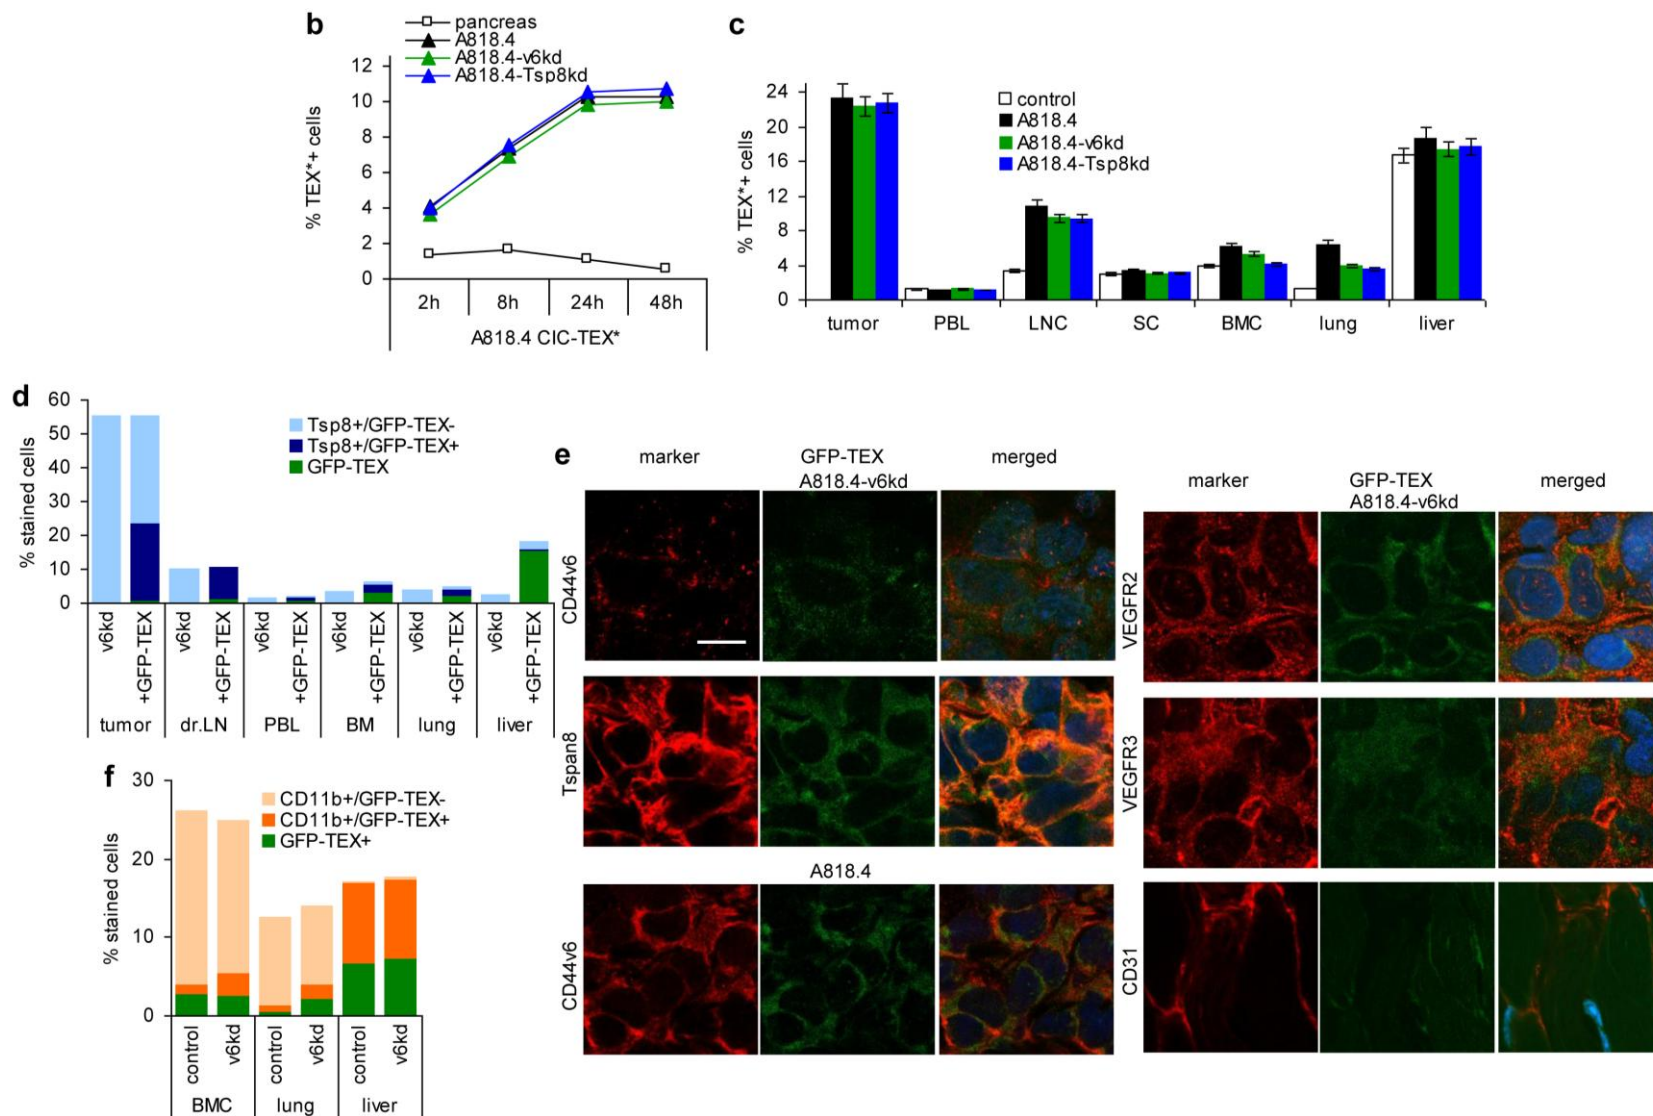 b
pancreas
A818.4
A818.4-v6kd
A818.4-Tsp8kd
% TEX*+ cells
12
10
8
6
4
2
0
2h 8h 24h 48h
A818.4 CIC-TEX*
c
control
A818.4
A818.4-v6kd
A818.4-Tsp8kd
% TEX*+ cells
24
20
16
12
8
4
0
tumor PBL LNC SC BMC lung liver
d
Tsp8+/GFP-TEX-
Tsp8+/GFP-TEX+
GFP-TEX
% stained cells
60
50
40
30
20
10
0
v6kd +GFP-TEX v6kd +GFP-TEX v6kd +GFP-TEX v6kd +GFP-TEX v6kd +GFP-TEX v6kd +GFP-TEX
tumor dr.LN PBL BM lung liver
e
marker GFP-TEX merged
A818.4-v6kd
CD44v6
Tspan8
A818.4
CD44v6
marker GFP-TEX merged
A818.4-v6kd
VEGFR2
VEGFR3
CD31
f
CD11b+/GFP-TEX-
CD11b+/GFP-TEX+
GFP-TEX+
% stained cells
30
20
10
0
control v6kd control v6kd control v6kd
BMC lung liver